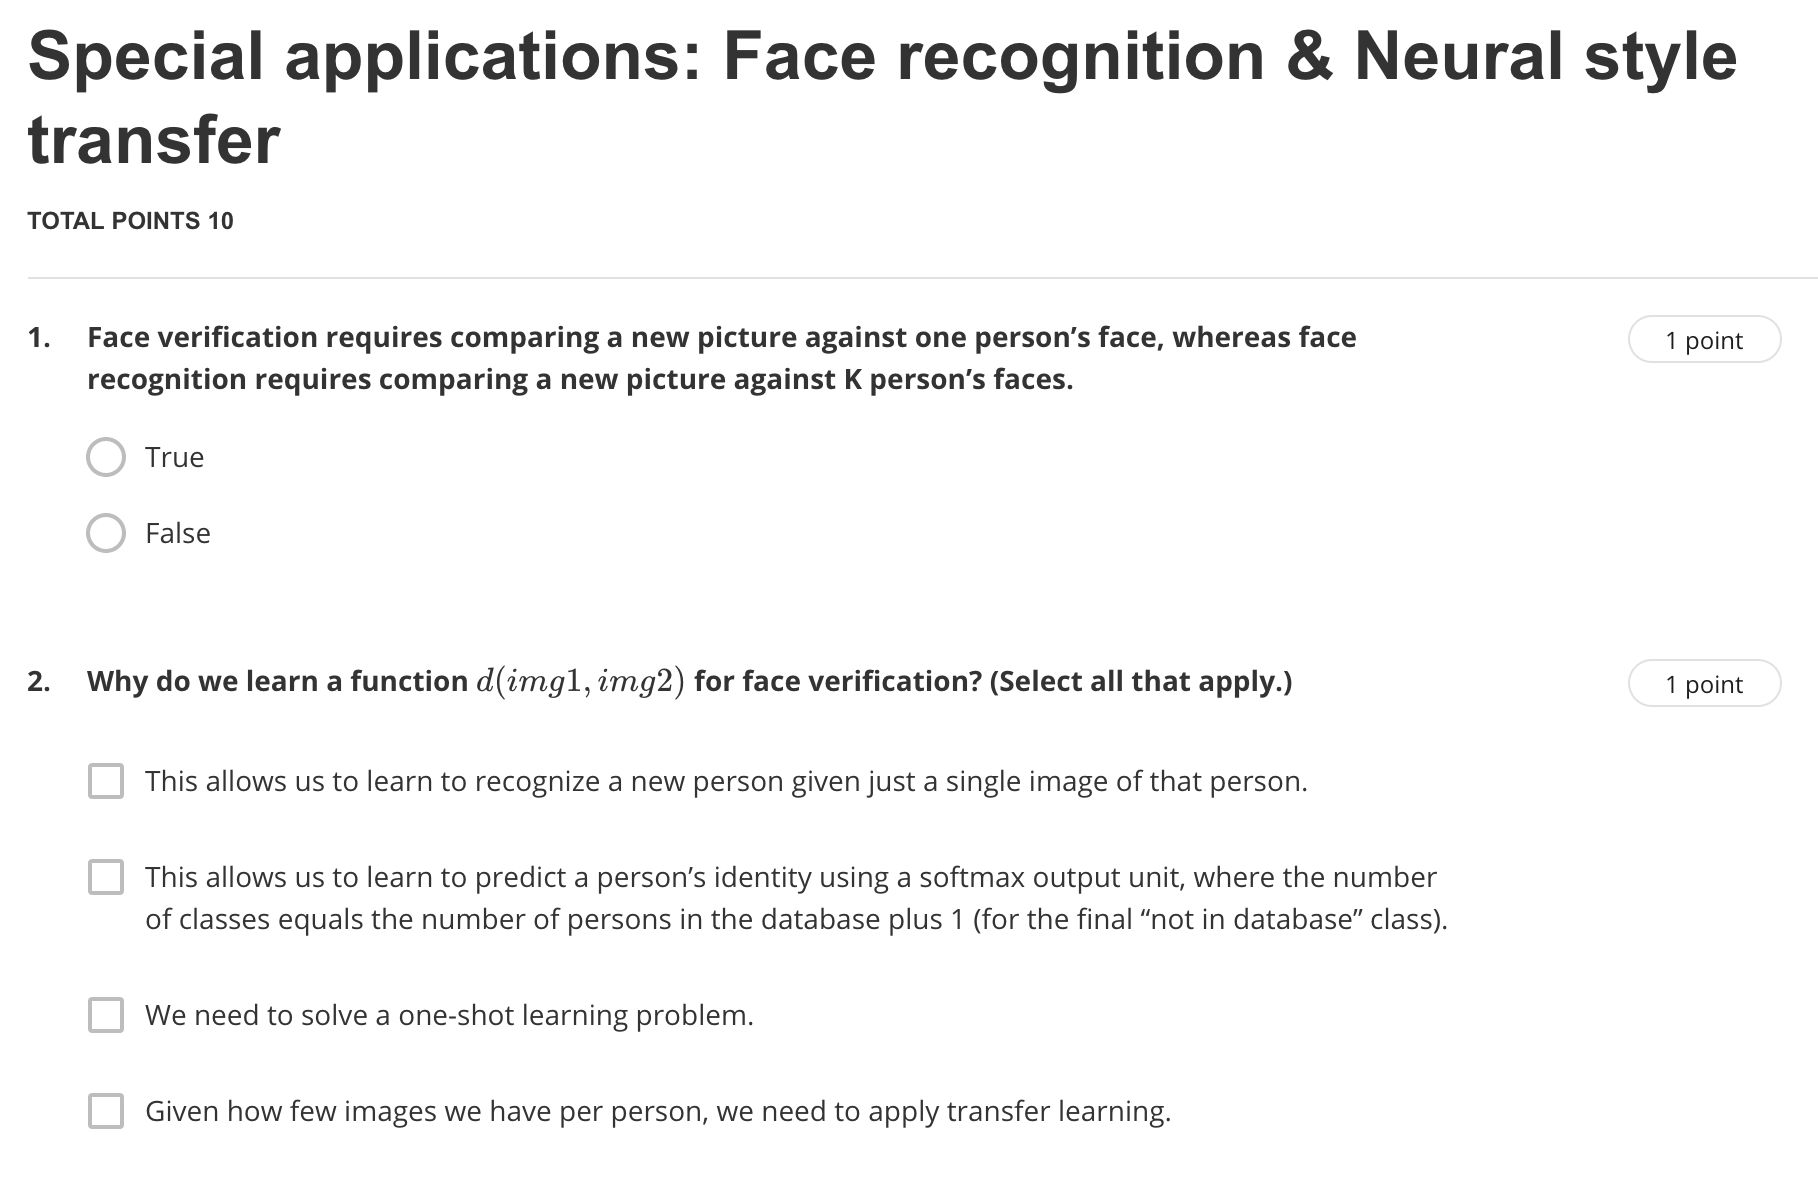 Special applications: Face recognition & Neural style
transfer
TOTAL POINTS 10
1. Face verification requires comparing a new picture against one person’s face, whereas face 1 point
recognition requires comparing a new picture against K person’s faces.
True
False
2. Why do we learn a function d(img1, img2) for face verification? (Select all that apply.) 1 point
This allows us to learn to recognize a new person given just a single image of that person.
This allows us to learn to predict a person’s identity using a softmax output unit, where the number
of classes equals the number of persons in the database plus 1 (for the final “not in database” class).
We need to solve a one-shot learning problem.
Given how few images we have per person, we need to apply transfer learning.